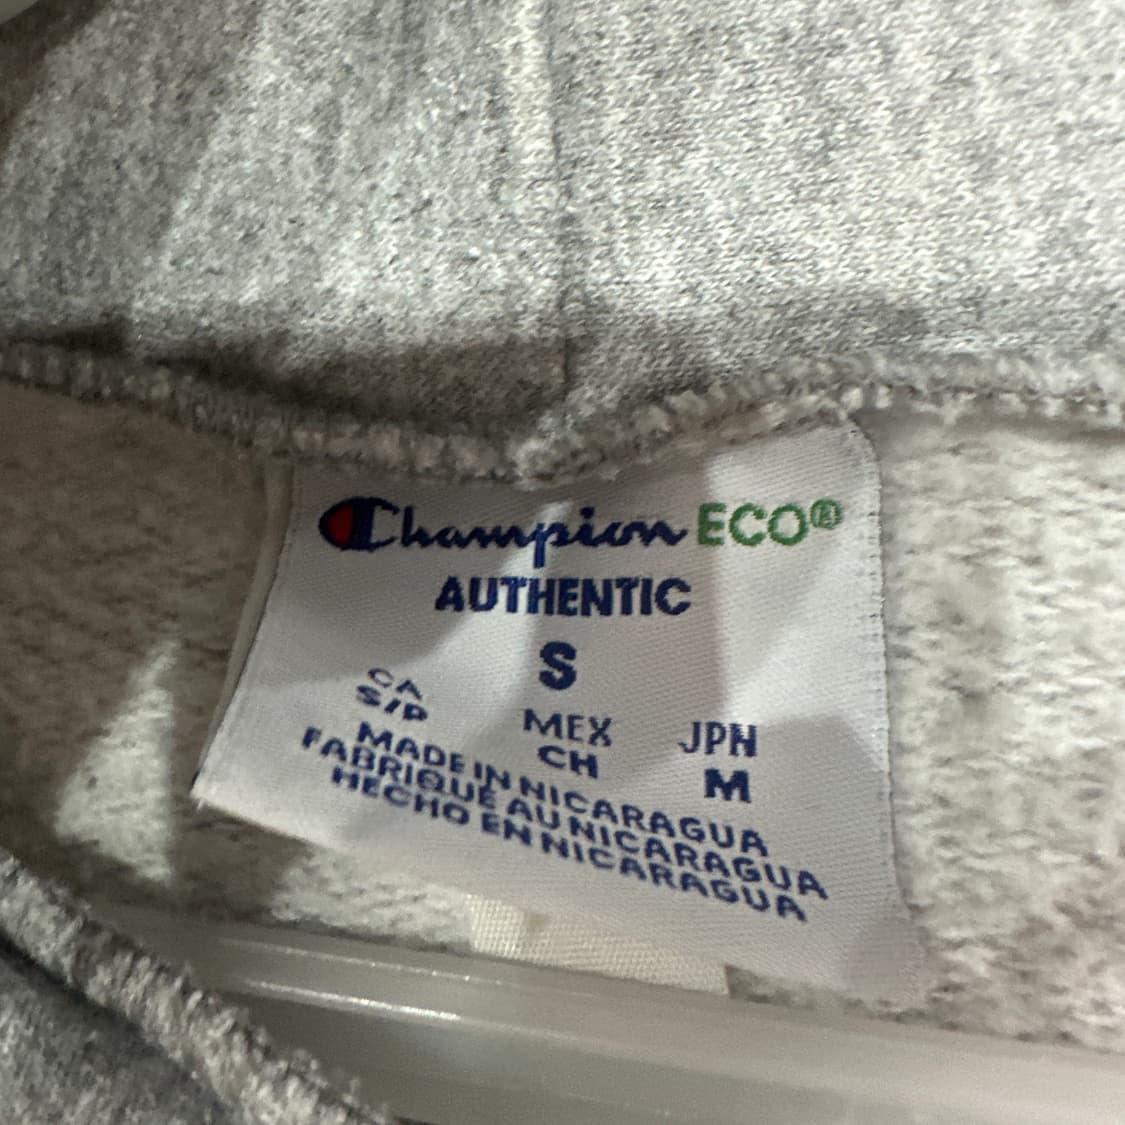 Champion ECO®
AUTHENTIC
S
CA MEX JPN
S/P CH M
MADE IN NICARAGUA
FABRIQUÉ AU NICARAGUA
HECHO EN NICARAGUA